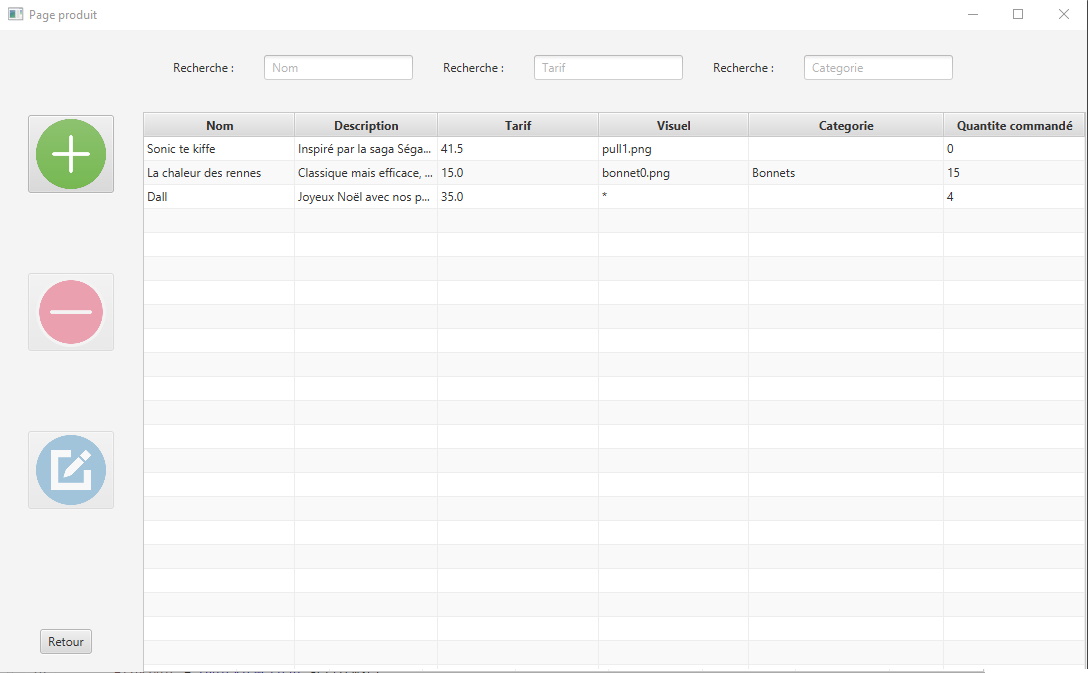 Page produit
Recherche : Nom Recherche : Tarif Recherche : Categorie
Nom Description Tarif Visuel Categorie Quantite commandé
Sonic te kiffe Inspiré par la saga Séga... 41.5 pull1.png 0
La chaleur des rennes Classique mais efficace, ... 15.0 bonnet0.png Bonnets 15
Dall Joyeux Noël avec nos p... 35.0 * 4
Retour